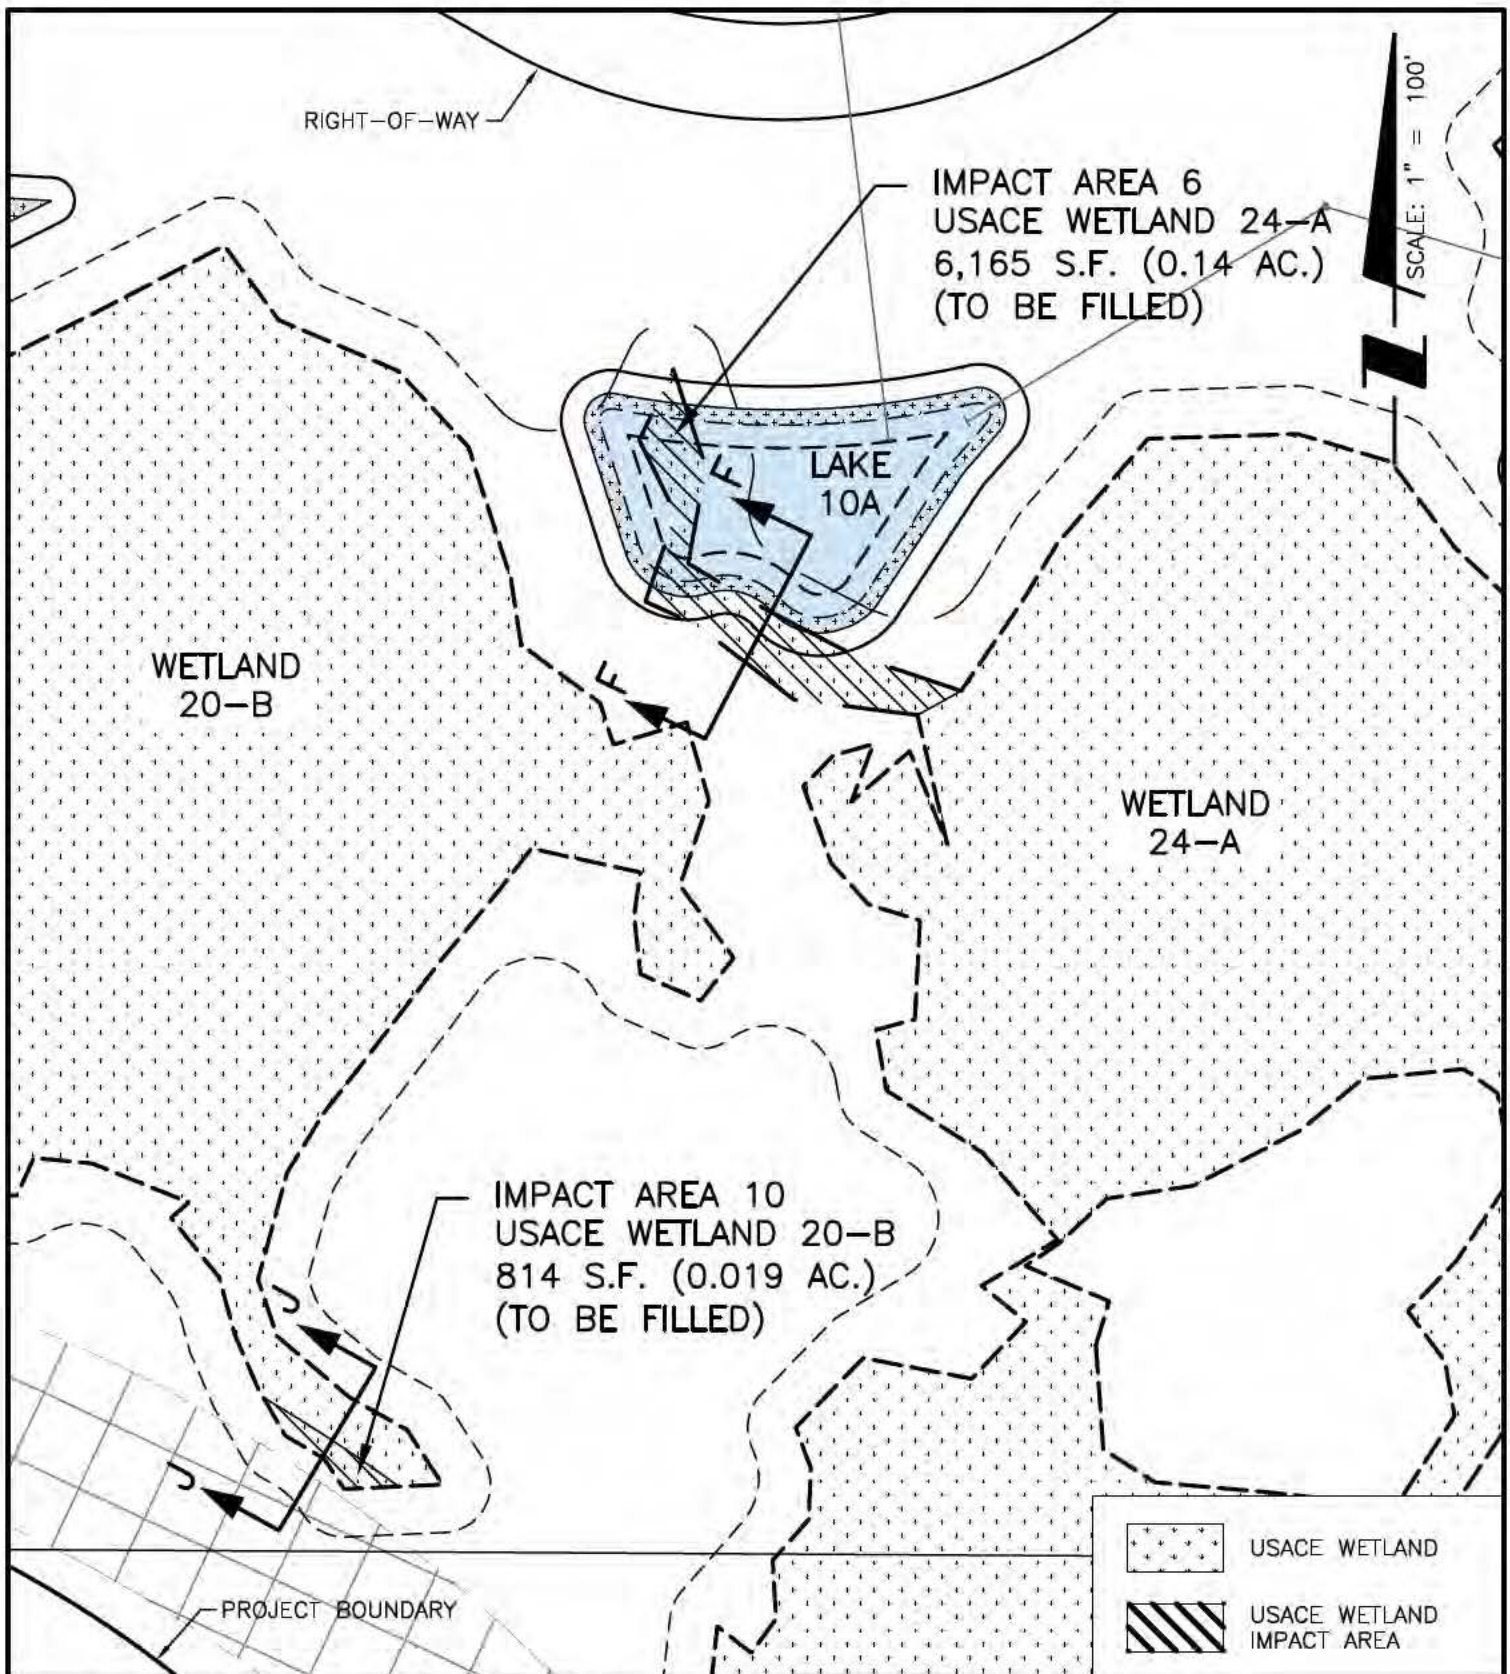 RIGHT-OF-WAY
SCALE: 1" = 100'
IMPACT AREA 6
USACE WETLAND 24-A
6,165 S.F. (0.14 AC.)
(TO BE FILLED)
LAKE
10A
F
F
WETLAND
20-B
WETLAND
24-A
IMPACT AREA 10
USACE WETLAND 20-B
814 S.F. (0.019 AC.)
(TO BE FILLED)
J
J
PROJECT BOUNDARY
USACE WETLAND
USACE WETLAND
IMPACT AREA